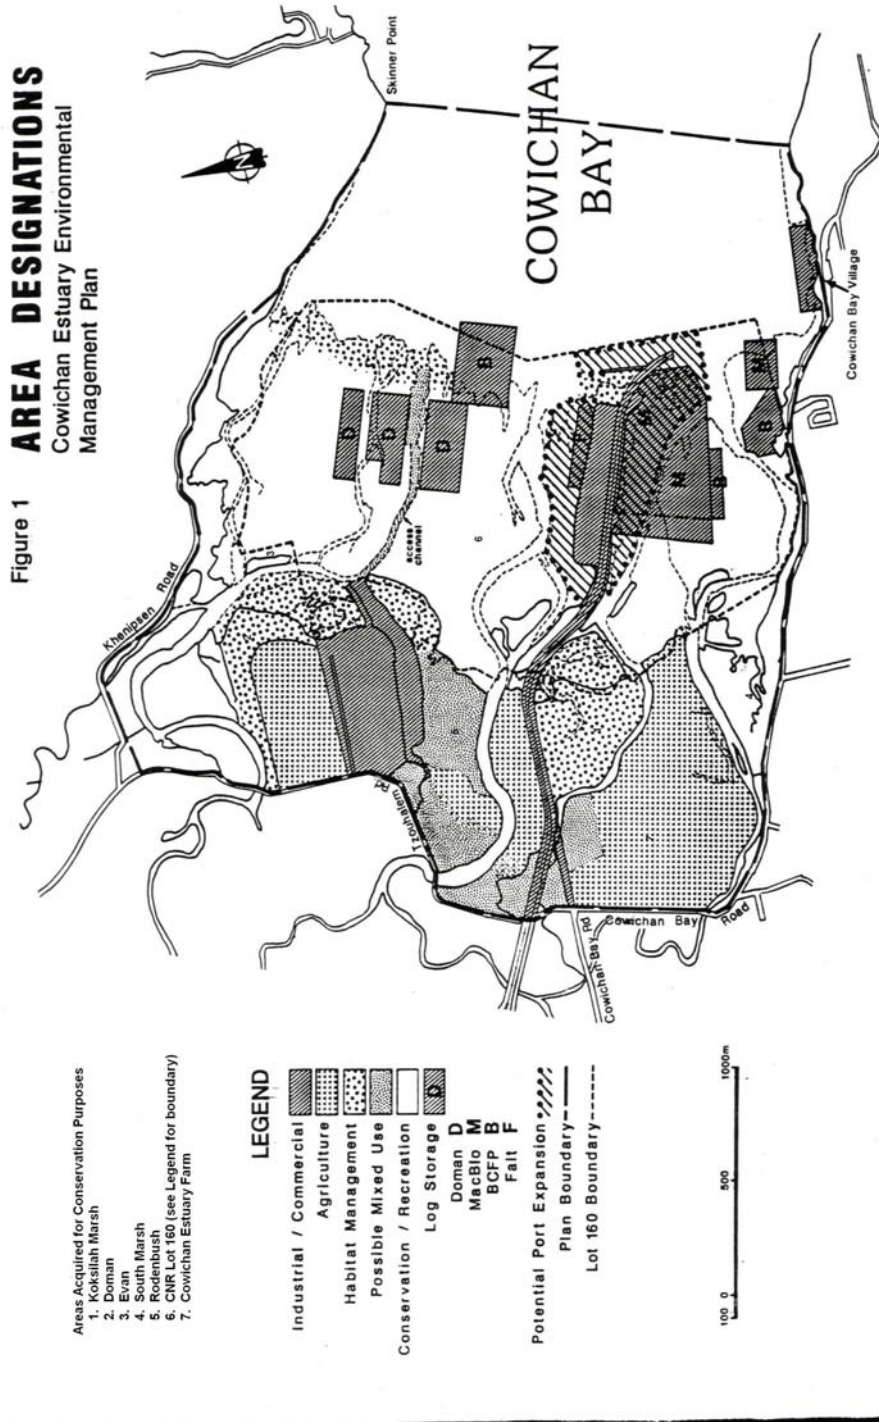 Figure 1
AREA DESIGNATIONS
Cowichan Estuary Environmental
Management Plan
N
Skinner Point
COWICHAN
BAY
Khenipsen Road
Tzouhalem Rd
access
channel
Cowichan Bay Rd
Cowichan Bay
Road
Cowichan Bay Village
D
D
D
B
F
M
M
B
B
M
3
6
5
7
Areas Acquired for Conservation Purposes
1. Koksilah Marsh
2. Doman
3. Evan
4. South Marsh
5. Rodenbush
6. CNR Lot 160 (see Legend for boundary)
7. Cowichan Estuary Farm
LEGEND
Industrial / Commercial
Agriculture
Habitat Management
Possible Mixed Use
Conservation / Recreation
Log Storage D
Doman D
MacBlo M
BCFP B
Falt F
Potential Port Expansion
Plan Boundary
Lot 160 Boundary
100 0 500 1000m